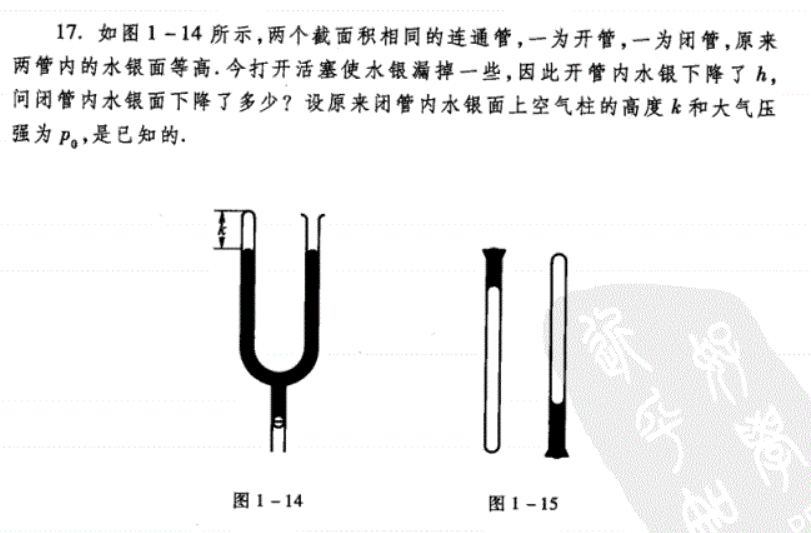 17. 如图 1-14 所示,两个截面积相同的连通管,一为开管,一为闭管,原来
两管内的水银面等高.今打开活塞使水银漏掉一些,因此开管内水银下降了 h,
问闭管内水银面下降了多少? 设原来闭管内水银面上空气柱的高度 k 和大气压
强为 p₀,是已知的.
k
图 1-14
图 1-15